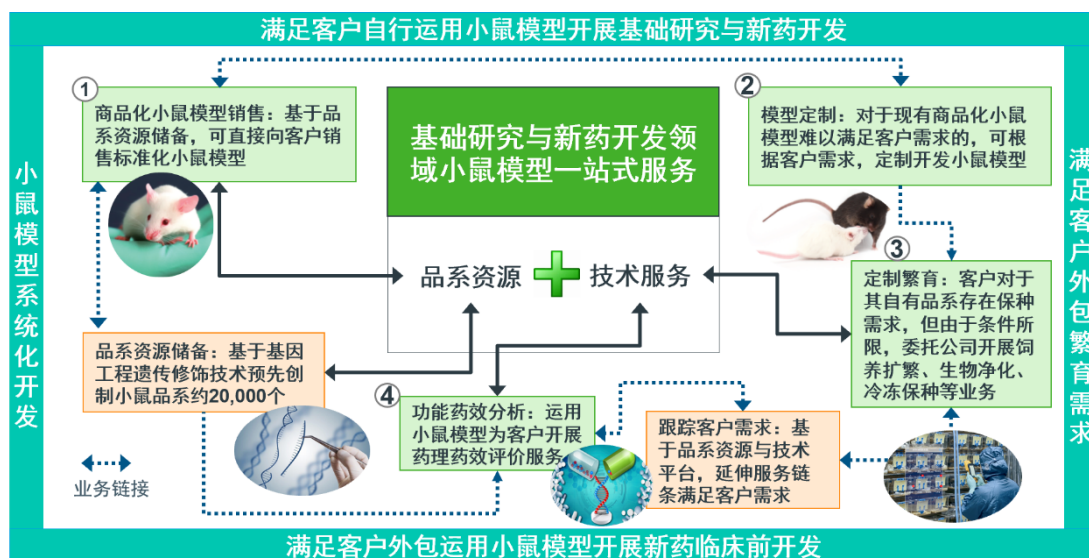 满足客户自行运用小鼠模型开展基础研究与新药开发
小鼠模型系统化开发
①
商品化小鼠模型销售：基于品
系资源储备，可直接向客户销
售标准化小鼠模型
基础研究与新药开发领
域小鼠模型一站式服务
②
模型定制：对于现有商品化小鼠
模型难以满足客户需求的，可根
据客户需求，定制开发小鼠模型
满足客户外包繁育需求
品系资源
技术服务
③
定制繁育：客户对于
其自有品系存在保种
需求，但由于条件所
限，委托公司开展饲
养扩繁、生物净化、
冷冻保种等业务
品系资源储备：基于基因
工程遗传修饰技术预先创
制小鼠品系约20,000个
④
功能药效分析：运用
小鼠模型为客户开展
药理药效评价服务
跟踪客户需求：基
于品系资源与技术
平台，延伸服务链
条满足客户需求
业务链接
满足客户外包运用小鼠模型开展新药临床前开发